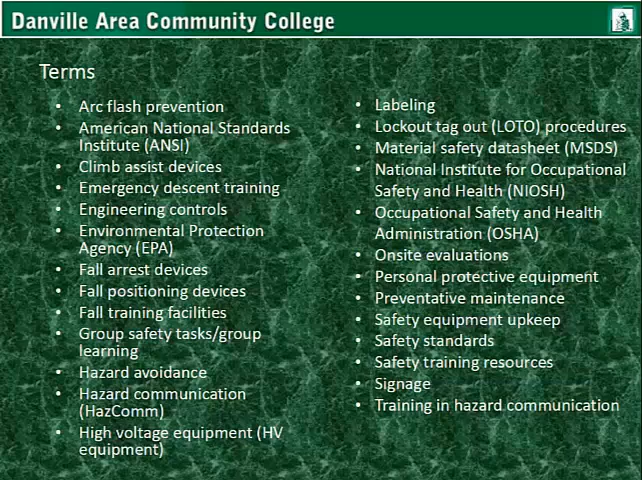 Danville Area Community College
Terms
• Arc flash prevention
• American National Standards
Institute (ANSI)
• Climb assist devices
• Emergency descent training
• Engineering controls
• Environmental Protection
Agency (EPA)
• Fall arrest devices
• Fall positioning devices
• Fall training facilities
• Group safety tasks/group
learning
• Hazard avoidance
• Hazard communication
(HazComm)
• High voltage equipment (HV
equipment)
• Labeling
• Lockout tag out (LOTO) procedures
• Material safety datasheet (MSDS)
• National Institute for Occupational
Safety and Health (NIOSH)
• Occupational Safety and Health
Administration (OSHA)
• Onsite evaluations
• Personal protective equipment
• Preventative maintenance
• Safety equipment upkeep
• Safety standards
• Safety training resources
• Signage
• Training in hazard communication